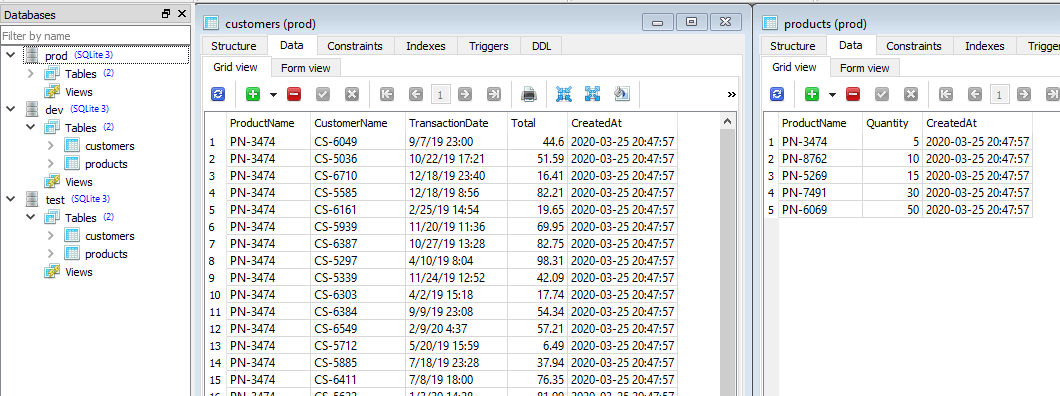 Databases
Filter by name
prod (SQLite 3)
Tables (2)
Views
dev (SQLite 3)
Tables (2)
customers
products
Views
test (SQLite 3)
Tables (2)
customers
products
Views
customers (prod)
Structure Data Constraints Indexes Triggers DDL
Grid view Form view
1
»
ProductName CustomerName TransactionDate Total CreatedAt
1 PN-3474 CS-6049 9/7/19 23:00 44.6 2020-03-25 20:47:57
2 PN-3474 CS-5036 10/22/19 17:21 51.59 2020-03-25 20:47:57
3 PN-3474 CS-6710 12/18/19 23:40 16.41 2020-03-25 20:47:57
4 PN-3474 CS-5585 12/18/19 8:56 82.21 2020-03-25 20:47:57
5 PN-3474 CS-6161 2/25/19 14:54 19.65 2020-03-25 20:47:57
6 PN-3474 CS-5939 11/20/19 11:36 69.95 2020-03-25 20:47:57
7 PN-3474 CS-6387 10/27/19 13:28 82.75 2020-03-25 20:47:57
8 PN-3474 CS-5297 4/10/19 8:04 98.31 2020-03-25 20:47:57
9 PN-3474 CS-5339 11/24/19 12:52 42.09 2020-03-25 20:47:57
10 PN-3474 CS-6303 4/2/19 15:18 17.74 2020-03-25 20:47:57
11 PN-3474 CS-6384 9/9/19 23:08 54.34 2020-03-25 20:47:57
12 PN-3474 CS-6549 2/9/20 4:37 57.21 2020-03-25 20:47:57
13 PN-3474 CS-5712 5/20/19 15:59 6.49 2020-03-25 20:47:57
14 PN-3474 CS-5885 7/18/19 23:28 37.94 2020-03-25 20:47:57
15 PN-3474 CS-6411 7/8/19 18:00 76.35 2020-03-25 20:47:57
products (prod)
Structure Data Constraints Indexes Trigger
Grid view Form view
1
ProductName Quantity CreatedAt
1 PN-3474 5 2020-03-25 20:47:57
2 PN-8762 10 2020-03-25 20:47:57
3 PN-5269 15 2020-03-25 20:47:57
4 PN-7491 30 2020-03-25 20:47:57
5 PN-6069 50 2020-03-25 20:47:57